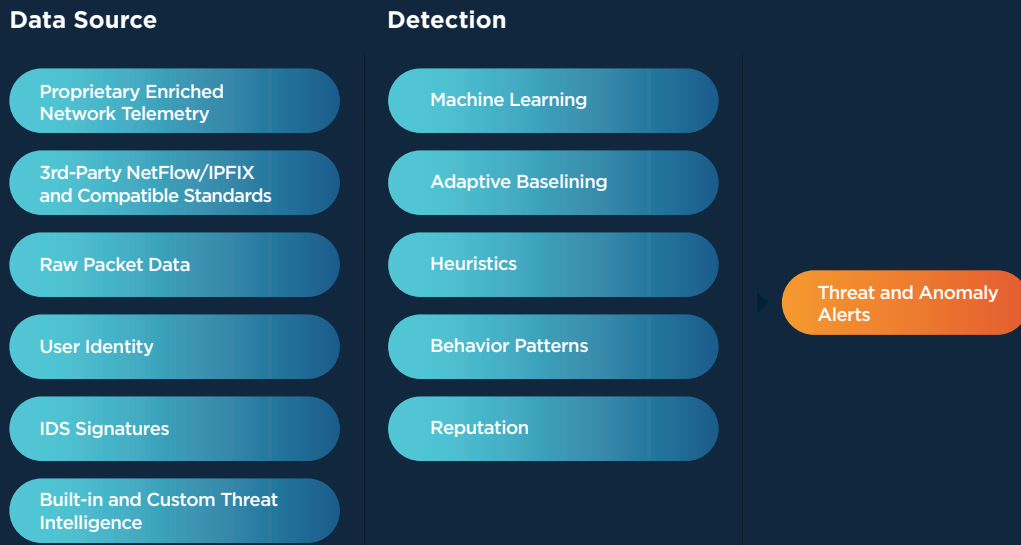 Data Source
Proprietary Enriched
Network Telemetry
3rd-Party NetFlow/IPFIX
and Compatible Standards
Raw Packet Data
User Identity
IDS Signatures
Built-in and Custom Threat
Intelligence
Detection
Machine Learning
Adaptive Baselining
Heuristics
Behavior Patterns
Reputation
Threat and Anomaly
Alerts